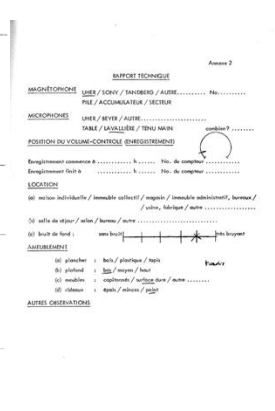 Annexe 2
RAPPORT TECHNIQUE
MAGNÉTOPHONE UHER / SONY / TANDBERG / AUTRE.......... No..........
PILE / ACCUMULATEUR / SECTEUR
MICROPHONES UHER / BEYER / AUTRE......................
TABLE / LAVALLIÈRE / TENU MAIN combien? ........
POSITION DU VOLUME-CONTROLE (ENREGISTREMENT)
Enregistrement commence à ............ h ...... No. du compteur ............
Enregistrement finit à ............ h ...... No. du compteur ............
LOCATION
(a) maison individuelle / immeuble collectif / magasin / immeuble administratif, bureaux /
/ usine, fabrique / autre ..................
(b) salle de séjour / salon / bureau / autre ............................
(c) bruit de fond : sans bruit très bruyant
AMEUBLEMENT
(a) plancher : bois / plastique / tapis
(b) plafond : bas / moyen / haut
(c) meubles : capitonnés / surface dure / autre ........
(d) rideaux : épais / minces / point
AUTRES OBSERVATIONS